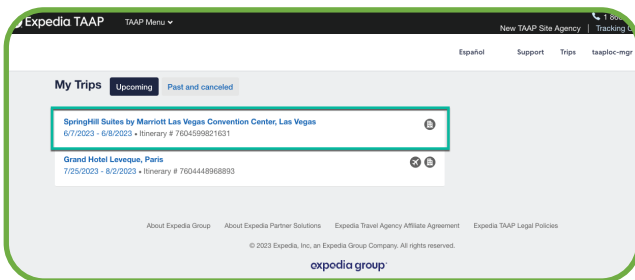 Expedia TAAP
TAAP Menu
New TAAP Site Agency | Tracking
Español Support Trips taaploc-mgr
My Trips Upcoming Past and canceled
SpringHill Suites by Marriott Las Vegas Convention Center, Las Vegas
6/7/2023 - 6/8/2023 • Itinerary # 7604599821631
Grand Hotel Leveque, Paris
7/25/2023 - 8/2/2023 • Itinerary # 7604448968893
About Expedia Group About Expedia Partner Solutions Expedia Travel Agency Affiliate Agreement Expedia TAAP Legal Policies
© 2023 Expedia, Inc, an Expedia Group Company. All rights reserved.
expedia group